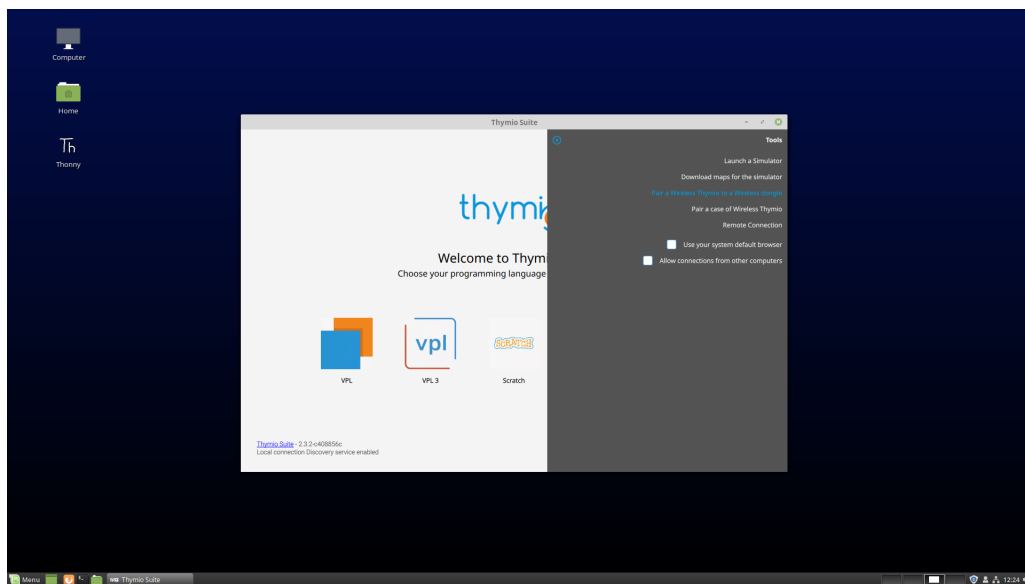 Computer
Home
Th
Thonny
Thymio Suite
thymi
Welcome to Thymi
Choose your programming language
VPL
vpl
VPL 3
SCRATCH
Scratch
Thymio Suite - 2.3.2-c408856c
Local connection Discovery service enabled
Tools
Launch a Simulator
Download maps for the simulator
Pair a Wireless Thymio to a Wireless dongle
Pair a case of Wireless Thymio
Remote Connection
Use your system default browser
Allow connections from other computers
Menu
Thymio Suite
12:24